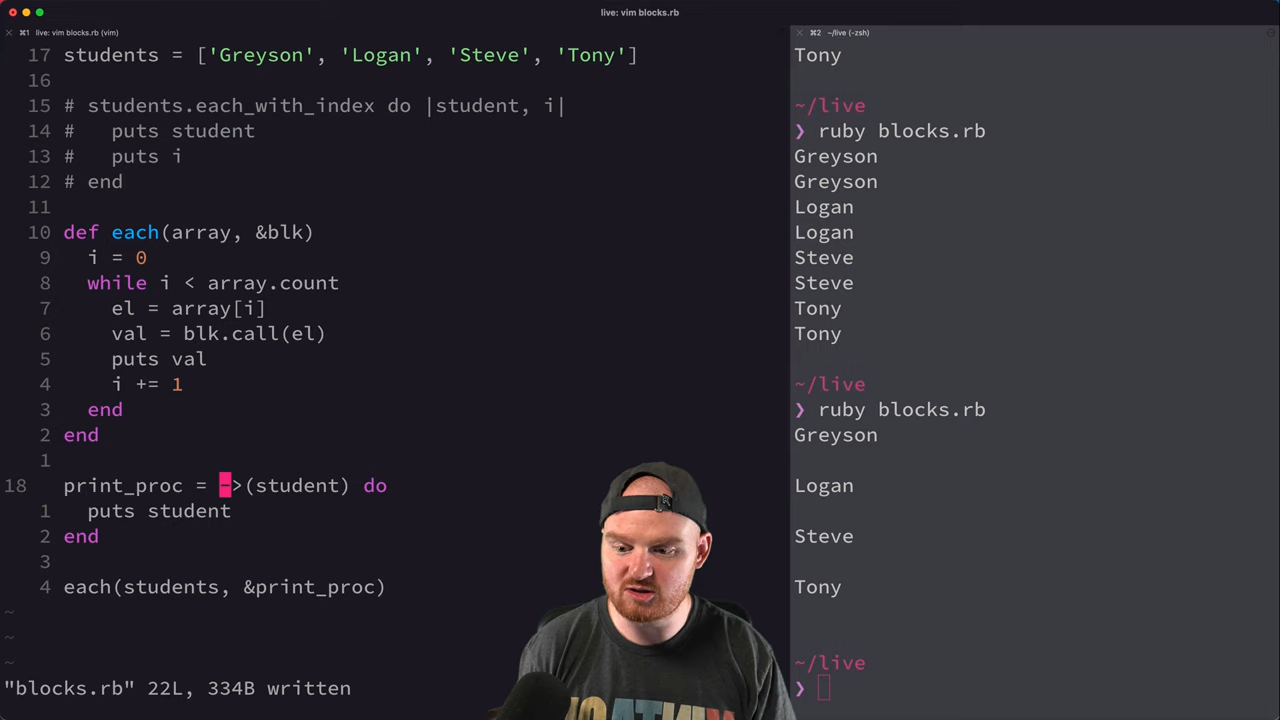 live: vim blocks.rb
⌘1 live: vim blocks.rb (vim)
17 students = ['Greyson', 'Logan', 'Steve', 'Tony']
16
15 # students.each_with_index do |student, i|
14 #   puts student
13 #   puts i
12 # end
11
10 def each(array, &blk)
9   i = 0
8   while i < array.count
7     el = array[i]
6     val = blk.call(el)
5     puts val
4     i += 1
3   end
2 end
1
18 print_proc = ->(student) do
1   puts student
2 end
3
4 each(students, &print_proc)
~
~
~
"blocks.rb" 22L, 334B written
⌘2 ~/live (-zsh)
Tony
~/live
❯ ruby blocks.rb
Greyson
Greyson
Logan
Logan
Steve
Steve
Tony
Tony
~/live
❯ ruby blocks.rb
Greyson
Logan
Steve
Tony
~/live
❯